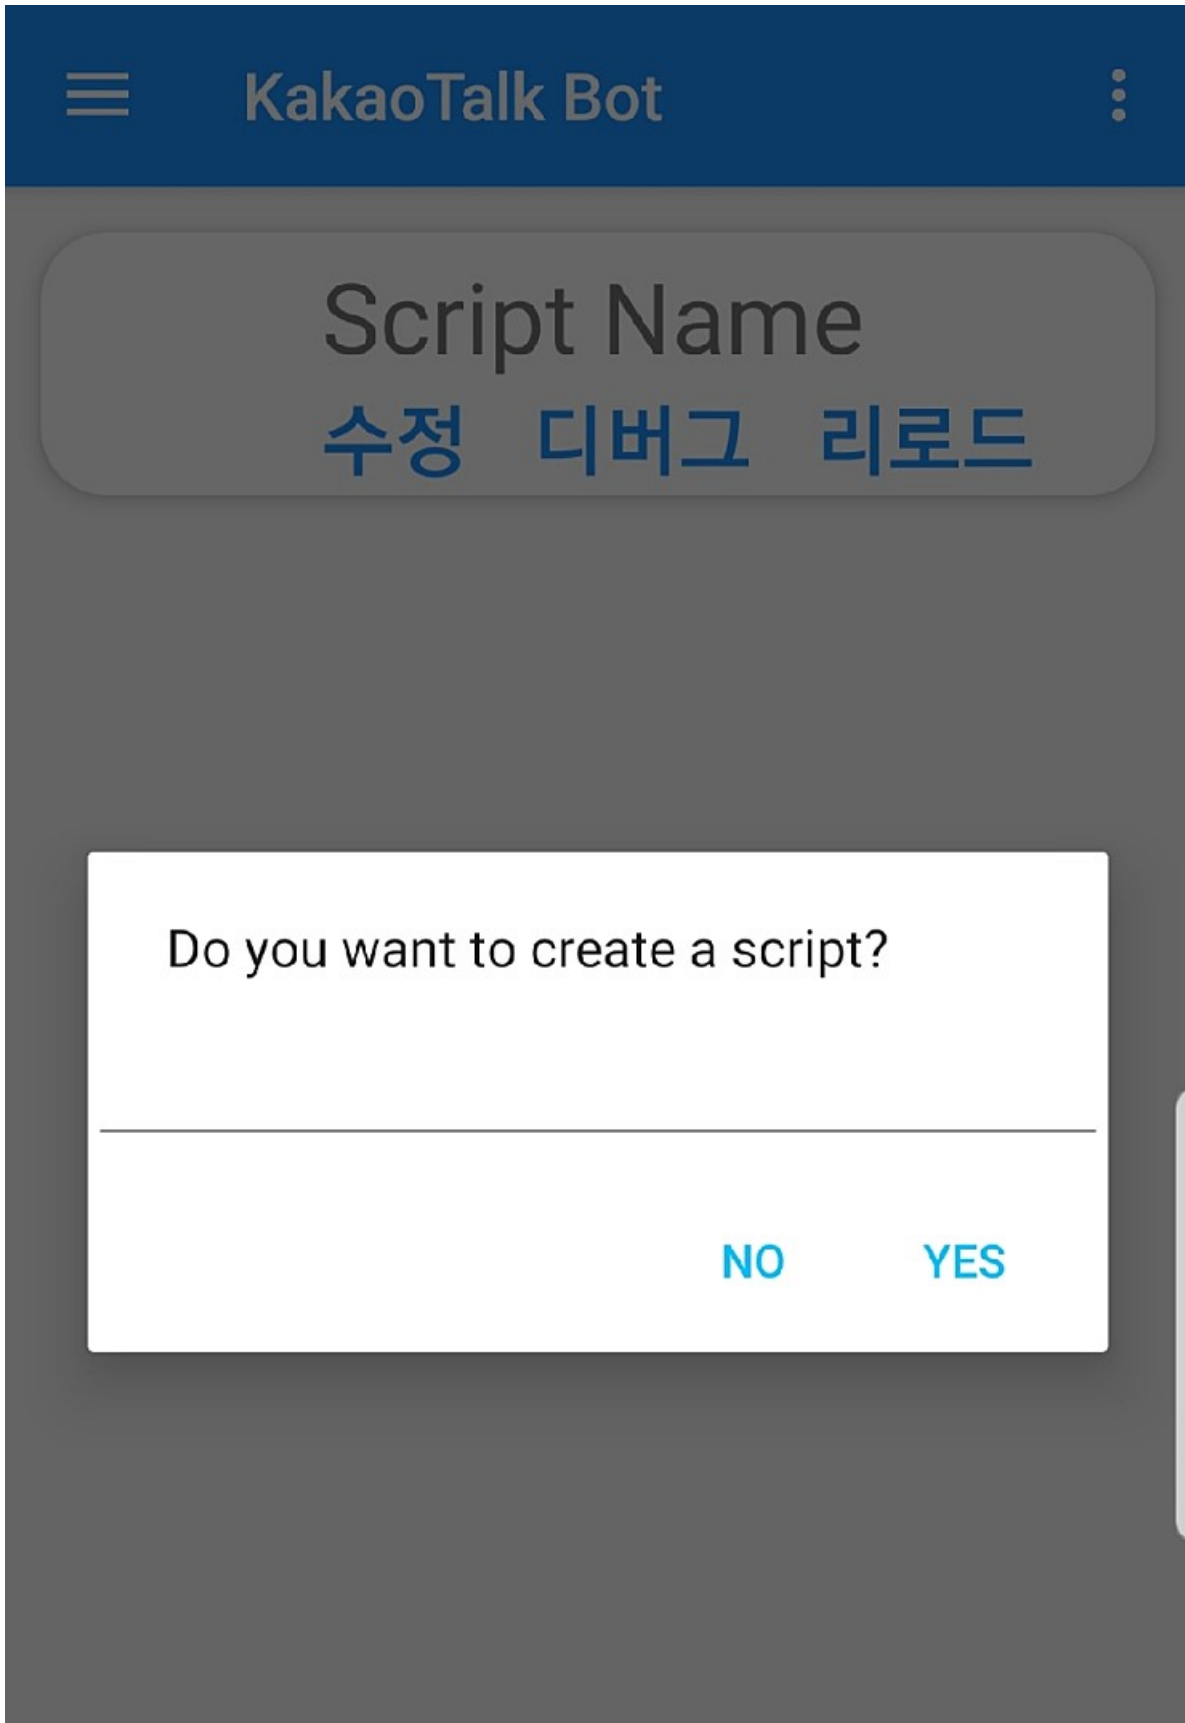 KakaoTalk Bot
Script Name
수정 디버그 리로드
Do you want to create a script?
NO YES